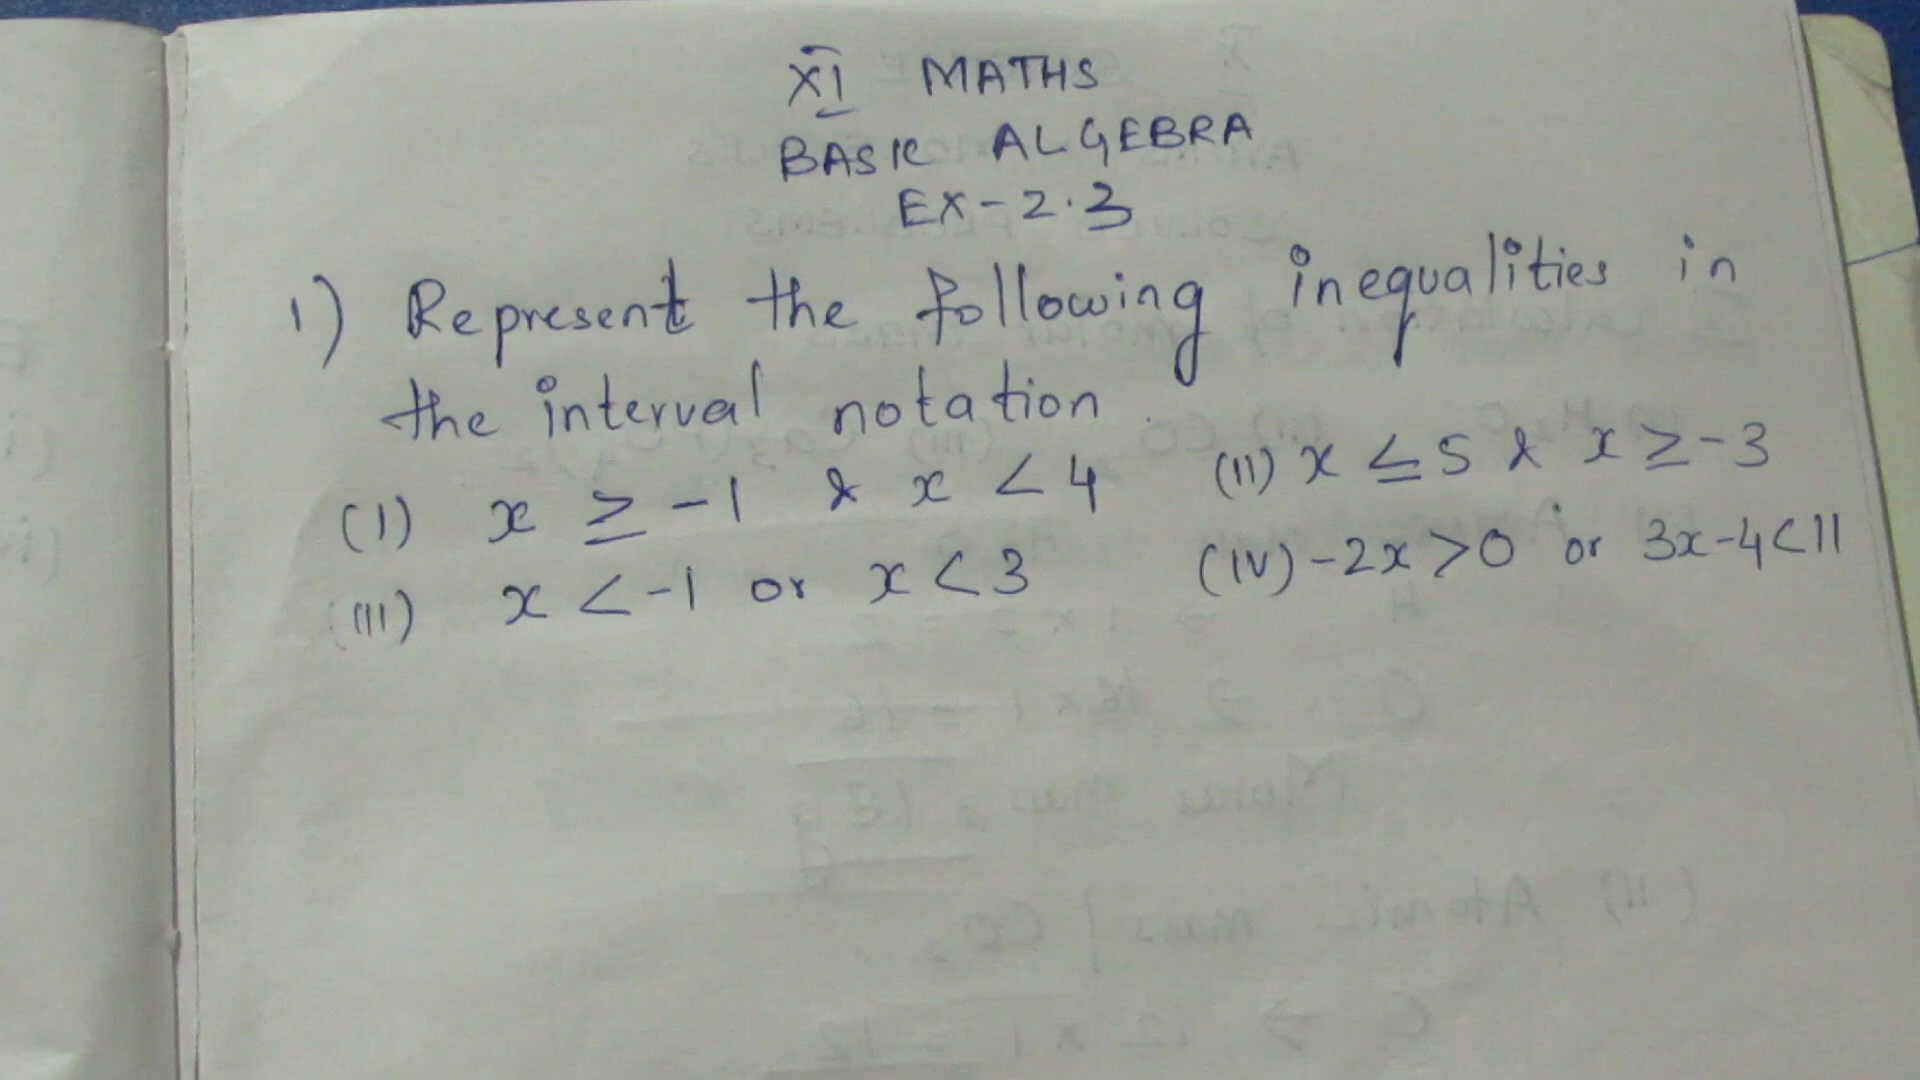 XI MATHS
BASIC ALGEBRA
EX-2.3
1) Represent the following inequalities in
the interval notation.
(I) x ≥ -1 & x < 4 (II) x ≤ 5 & x ≥ -3
(III) x < -1 or x < 3 (IV) -2x > 0 or 3x-4 < 11